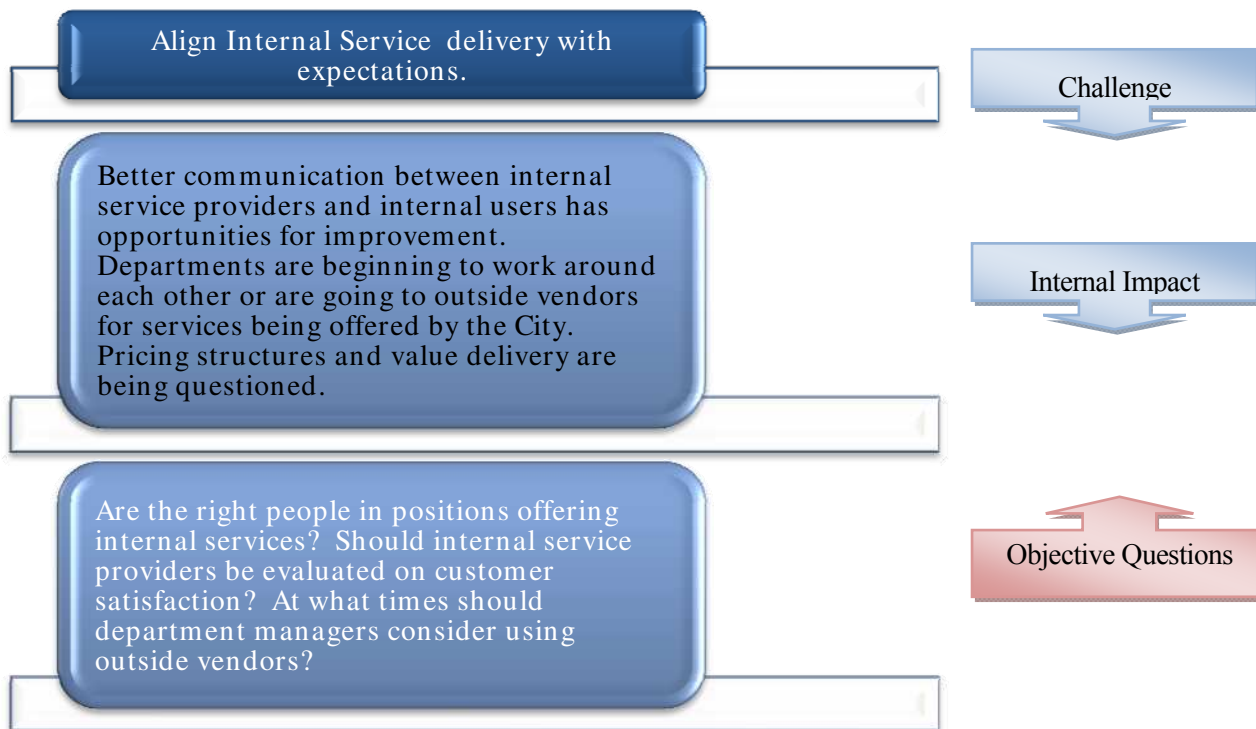 Align Internal Service delivery with
expectations.
Challenge
Better communication between internal
service providers and internal users has
opportunities for improvement.
Departments are beginning to work around
each other or are going to outside vendors
for services being offered by the City.
Pricing structures and value delivery are
being questioned.
Internal Impact
Are the right people in positions offering
internal services? Should internal service
providers be evaluated on customer
satisfaction? At what times should
department managers consider using
outside vendors?
Objective Questions